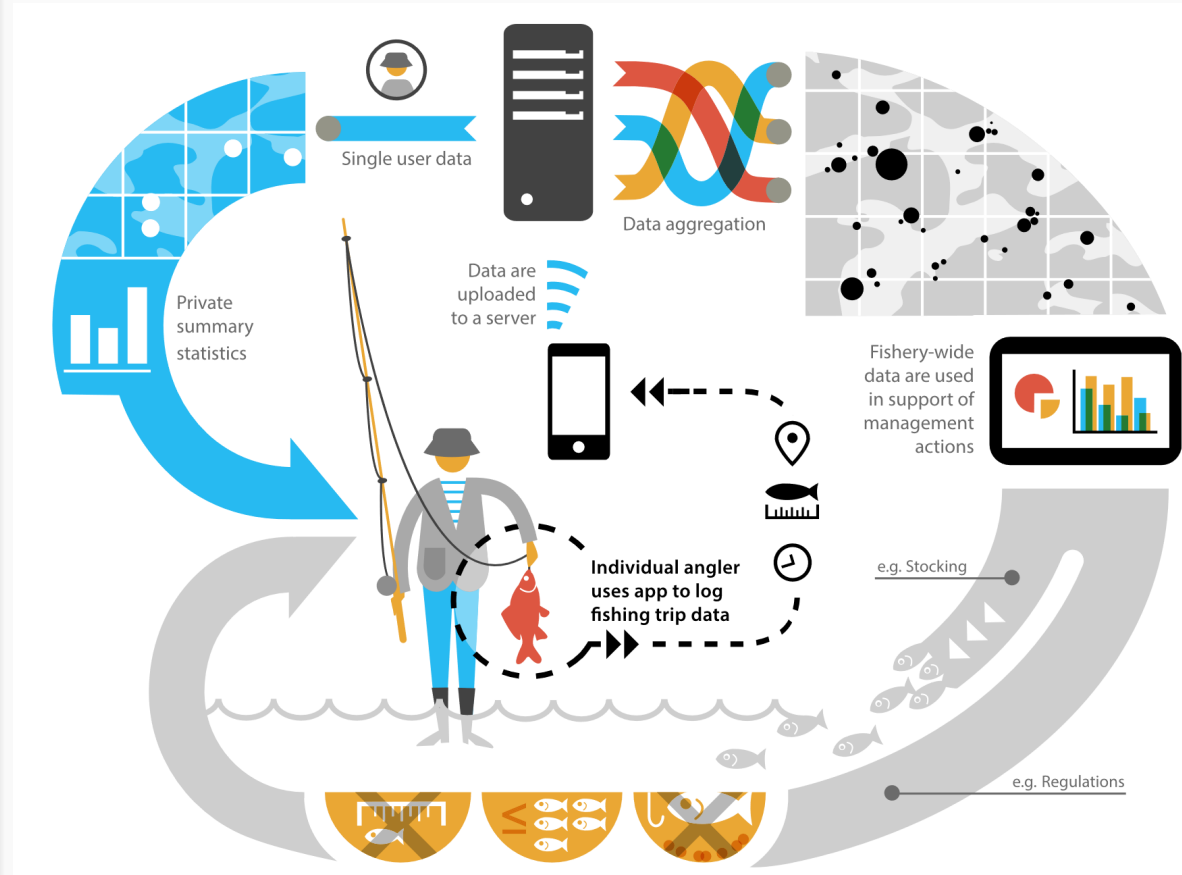 Single user data
Data aggregation
Data are
uploaded
to a server
Private
summary
statistics
Fishery-wide
data are used
in support of
management
actions
Individual angler
uses app to log
fishing trip data
e.g. Stocking
e.g. Regulations
≤